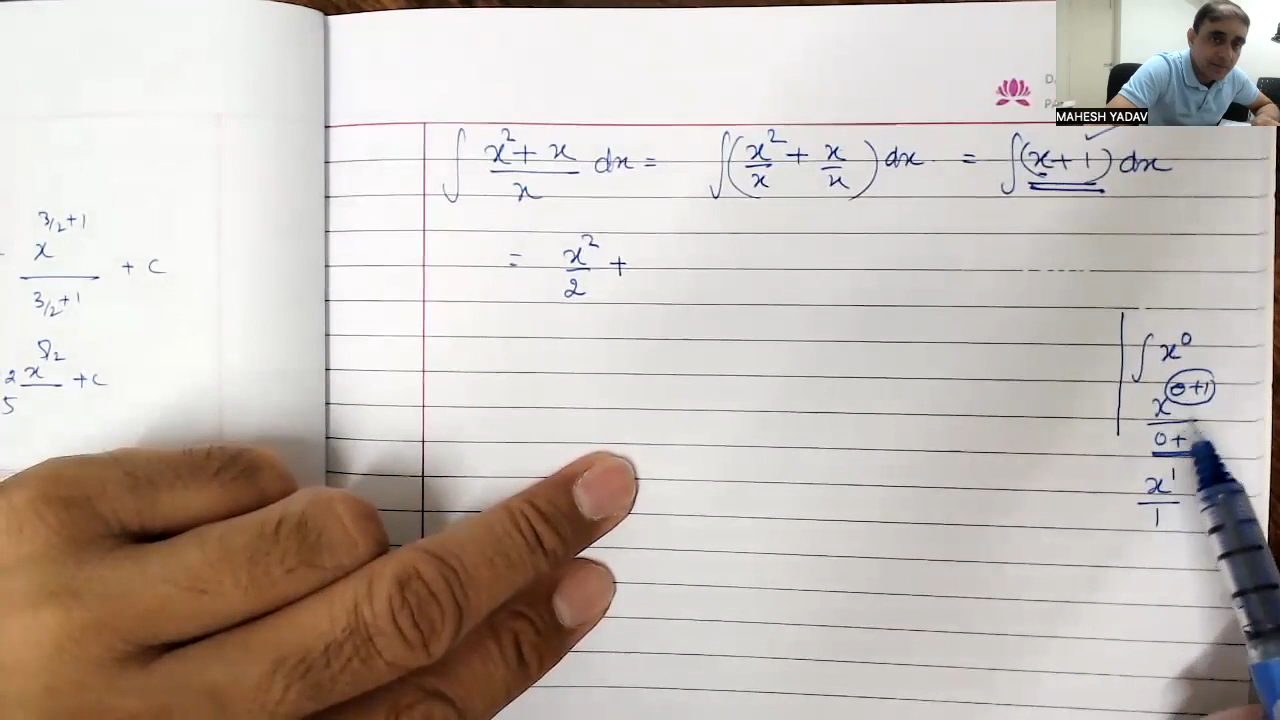 x^{3/2+1}
/ 3/2+1 + c
2 x^{5/2} / 5 + c
∫ (x² + x)/x dx = ∫ (x²/x + x/x) dx = ∫ (x + 1) dx
= x²/2 +
∫ x⁰
x^{0+1}
0+
x¹
1
MAHESH YADAV